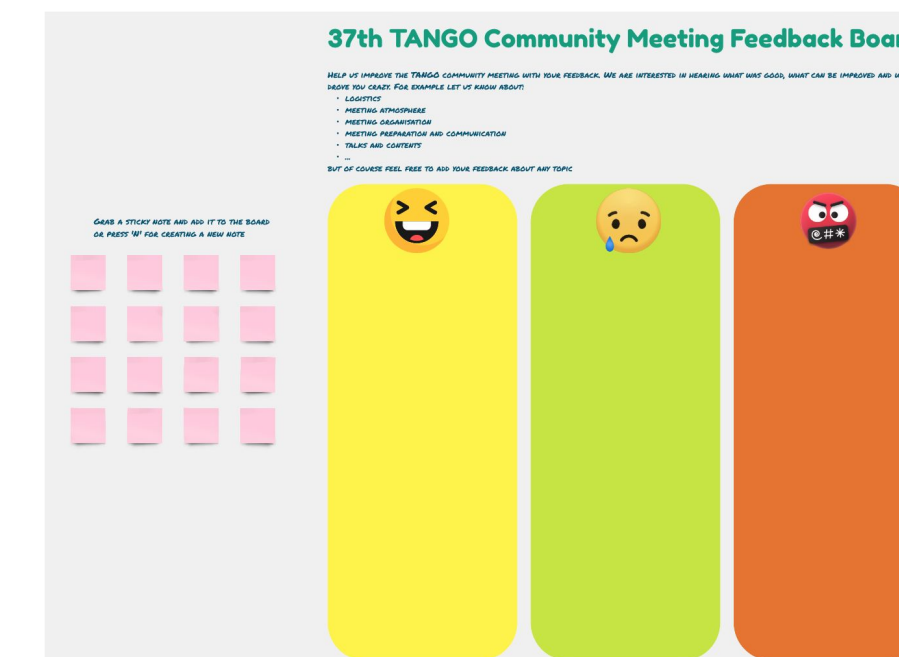 37th TANGO Community Meeting Feedback Boar
Help us improve the TANGO community meeting with your feedback. We are interested in hearing what was good, what can be improved and w
drove you crazy. For example let us know about:
• logistics
• meeting atmosphere
• meeting organisation
• meeting preparation and communication
• talks and contents
• ...
but of course feel free to add your feedback about any topic
Grab a sticky note and add it to the board
or press 'N' for creating a new note
@#*